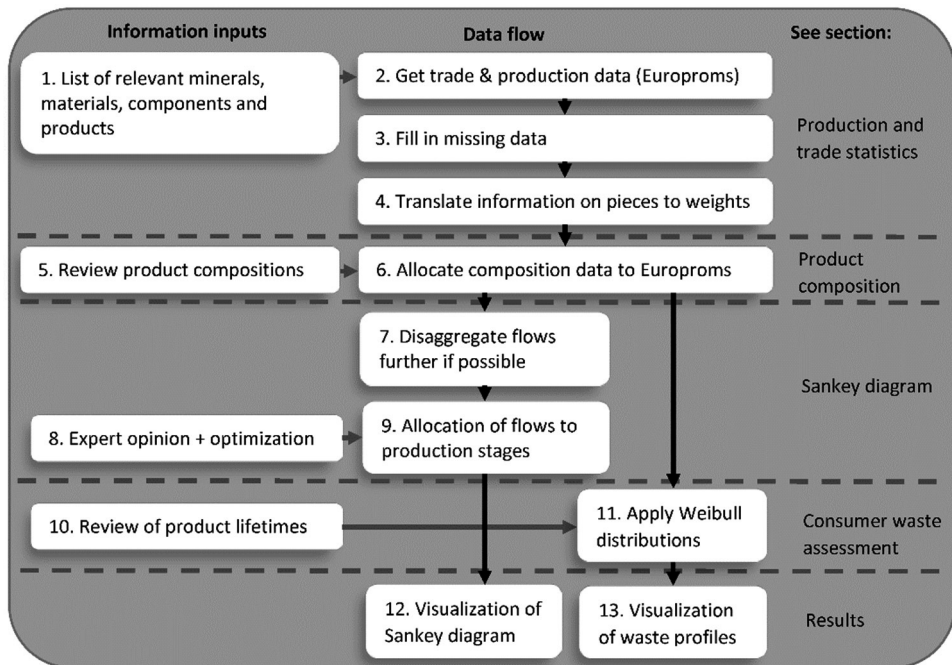 Information inputs
Data flow
See section:
1. List of relevant minerals,
materials, components and
products
2. Get trade & production data (Europroms)
3. Fill in missing data
4. Translate information on pieces to weights
Production and
trade statistics
5. Review product compositions
6. Allocate composition data to Europroms
Product
composition
7. Disaggregate flows
further if possible
8. Expert opinion + optimization
9. Allocation of flows to
production stages
Sankey diagram
10. Review of product lifetimes
11. Apply Weibull
distributions
Consumer waste
assessment
12. Visualization of
Sankey diagram
13. Visualization
of waste profiles
Results